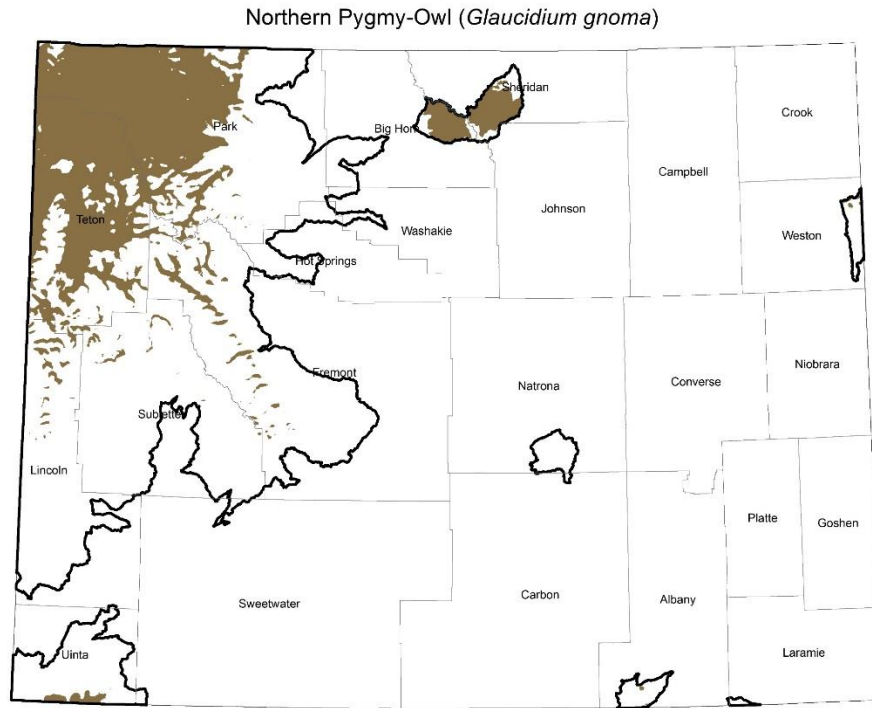 Northern Pygmy-Owl (Glaucidium gnoma)
Sheridan
Park
Big Horn
Crook
Campbell
Teton
Johnson
Washakie
Weston
Hot Springs
Fremont
Natrona
Converse
Niobrara
Sublette
Lincoln
Platte
Goshen
Sweetwater
Carbon
Albany
Uinta
Laramie